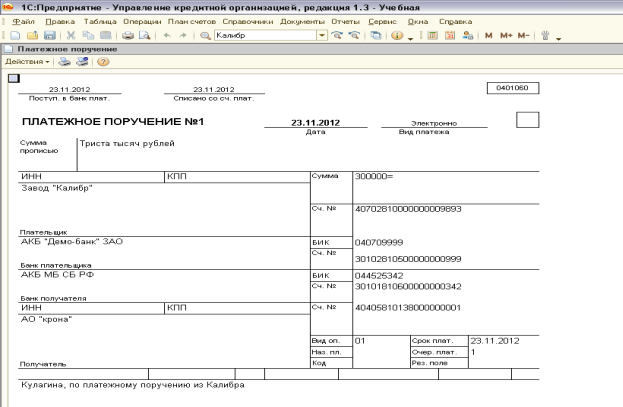 1С:Предприятие - Управление кредитной организацией, редакция 1.3 - Учебная
Файл Правка Таблица Операции План счетов Справочники Документы Отчеты Сервис Окна Справка
Калибр M M+ M-
Платежное поручение
Действия
23.11.2012 23.11.2012 0401060
Поступ. в банк плат. Списано со сч. плат.
ПЛАТЕЖНОЕ ПОРУЧЕНИЕ №1 23.11.2012 Электронно
Дата Вид платежа
Сумма прописью Триста тысяч рублей
ИНН КПП Сумма 300000=
Завод "Калибр"
Сч. № 40702810000000009893
Плательщик
АКБ "Демо-банк" ЗАО БИК 040709999
Сч. № 30102810500000000999
Банк плательщика
АКБ МБ СБ РФ БИК 044525342
Сч. № 30101810600000000342
Банк получателя
ИНН КПП Сч. № 40405810138000000001
АО "крона"
Вид оп. 01 Срок плат. 23.11.2012
Наз. пл. Очер. плат. 1
Получатель Код Рез. поле
Кулагина, по платежному поручению из Калибра